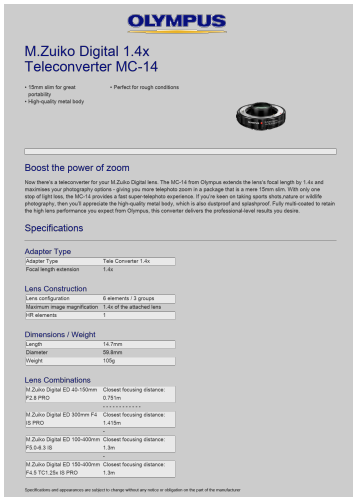 OLYMPUS
M.Zuiko Digital 1.4x
Teleconverter MC-14
• 15mm slim for great
portability
• High-quality metal body
• Perfect for rough conditions
Boost the power of zoom
Now there's a teleconverter for your M.Zuiko Digital lens. The MC-14 from Olympus extends the lens's focal length by 1.4x and
maximises your photography options - giving you more telephoto zoom in a package that is a mere 15mm slim. With only one
stop of light loss, the MC-14 provides a fast super-telephoto experience. If you're keen on taking sports shots,nature or wildlife
photography, then you'll appreciate the high-quality metal body, which is also dustproof and splashproof. Fully multi-coated to retain
the high lens performance you expect from Olympus, this converter delivers the professional-level results you desire.
Specifications
Adapter Type
Adapter Type Tele Converter 1.4x
Focal length extension 1.4x
Lens Construction
Lens configuration 6 elements / 3 groups
Maximum image magnification 1.4x of the attached lens
HR elements 1
Dimensions / Weight
Length 14.7mm
Diameter 59.8mm
Weight 105g
Lens Combinations
M.Zuiko Digital ED 40-150mm Closest focusing distance:
F2.8 PRO 0.751m
- - - - - - - - - - - -
M.Zuiko Digital ED 300mm F4 Closest focusing distance:
IS PRO 1.415m
-
M.Zuiko Digital ED 100-400mm Closest focusing distance:
F5.0-6.3 IS 1.3m
-
M.Zuiko Digital ED 150-400mm Closest focusing distance:
F4.5 TC1.25x IS PRO 1.3m
Specifications and appearances are subject to change without any notice or obligation on the part of the manufacturer.